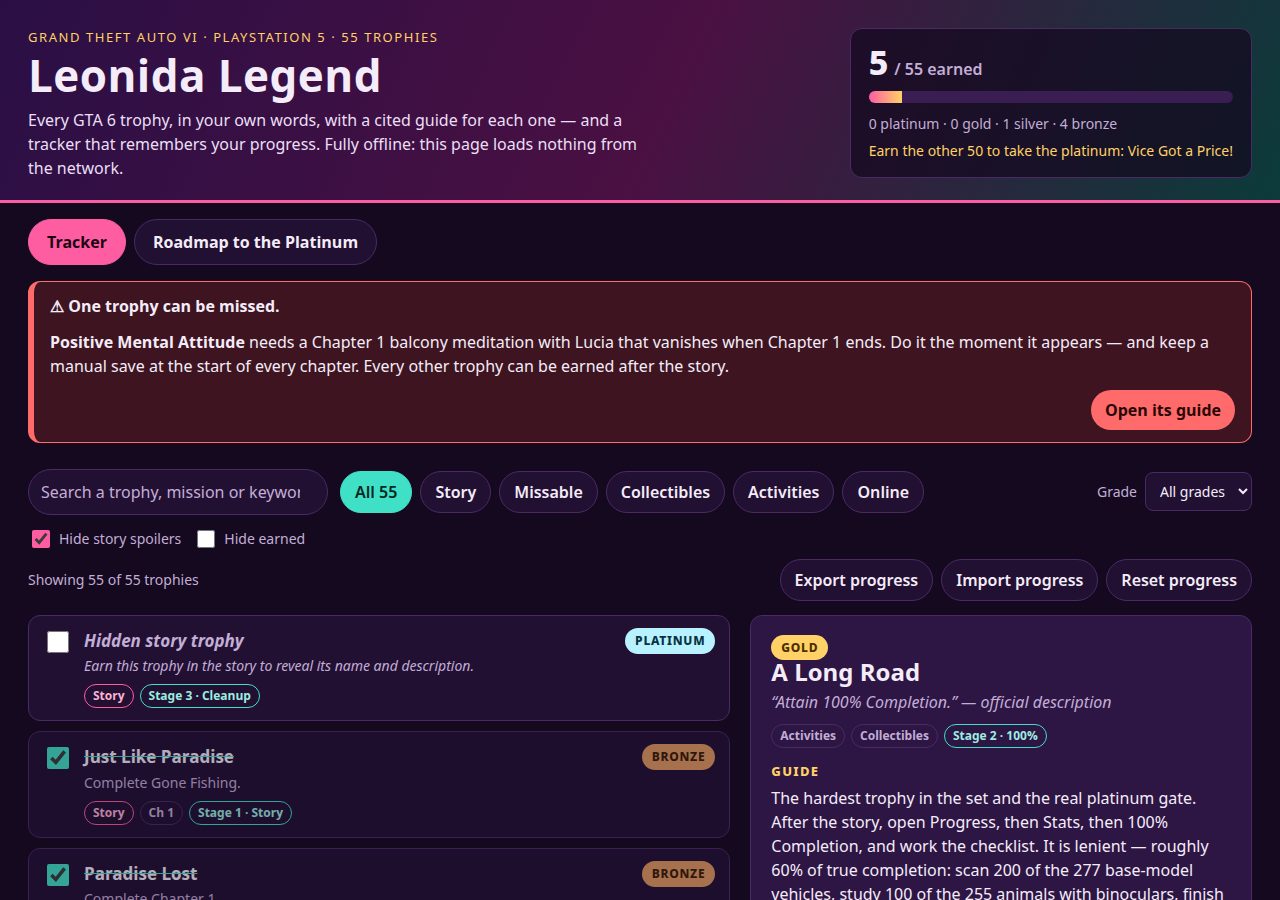 GRAND THEFT AUTO VI · PLAYSTATION 5 · 55 TROPHIES
Leonida Legend
Every GTA 6 trophy, in your own words, with a cited guide for each one — and a
tracker that remembers your progress. Fully offline: this page loads nothing from
the network.
5 / 55 earned
0 platinum · 0 gold · 1 silver · 4 bronze
Earn the other 50 to take the platinum: Vice Got a Price!
Tracker
Roadmap to the Platinum
⚠ One trophy can be missed.
Positive Mental Attitude needs a Chapter 1 balcony meditation with Lucia that vanishes when Chapter 1 ends. Do it the moment it appears — and keep a
manual save at the start of every chapter. Every other trophy can be earned after the story.
Open its guide
Search a trophy, mission or keywor
All 55
Story
Missable
Collectibles
Activities
Online
Grade
All grades
Hide story spoilers
Hide earned
Showing 55 of 55 trophies
Export progress
Import progress
Reset progress
Hidden story trophy
PLATINUM
Earn this trophy in the story to reveal its name and description.
Story
Stage 3 · Cleanup
Just Like Paradise
BRONZE
Complete Gone Fishing.
Story
Ch 1
Stage 1 · Story
Paradise Lost
BRONZE
Complete Chapter 1.
GOLD
A Long Road
“Attain 100% Completion.” — official description
Activities
Collectibles
Stage 2 · 100%
GUIDE
The hardest trophy in the set and the real platinum gate.
After the story, open Progress, then Stats, then 100%
Completion, and work the checklist. It is lenient — roughly
60% of true completion: scan 200 of the 277 base-model
vehicles, study 100 of the 255 animals with binoculars, finish